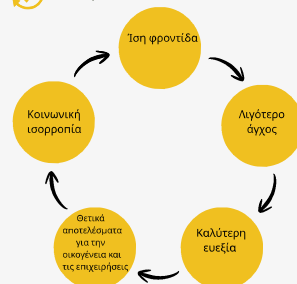 Ίση φροντίδα
Λιγότερο
άγχος
Καλύτερη
ευεξία
Θετικά
αποτελέσματα
για την
οικογένεια και
τις επιχειρήσεις
Κοινωνική
ισορροπία